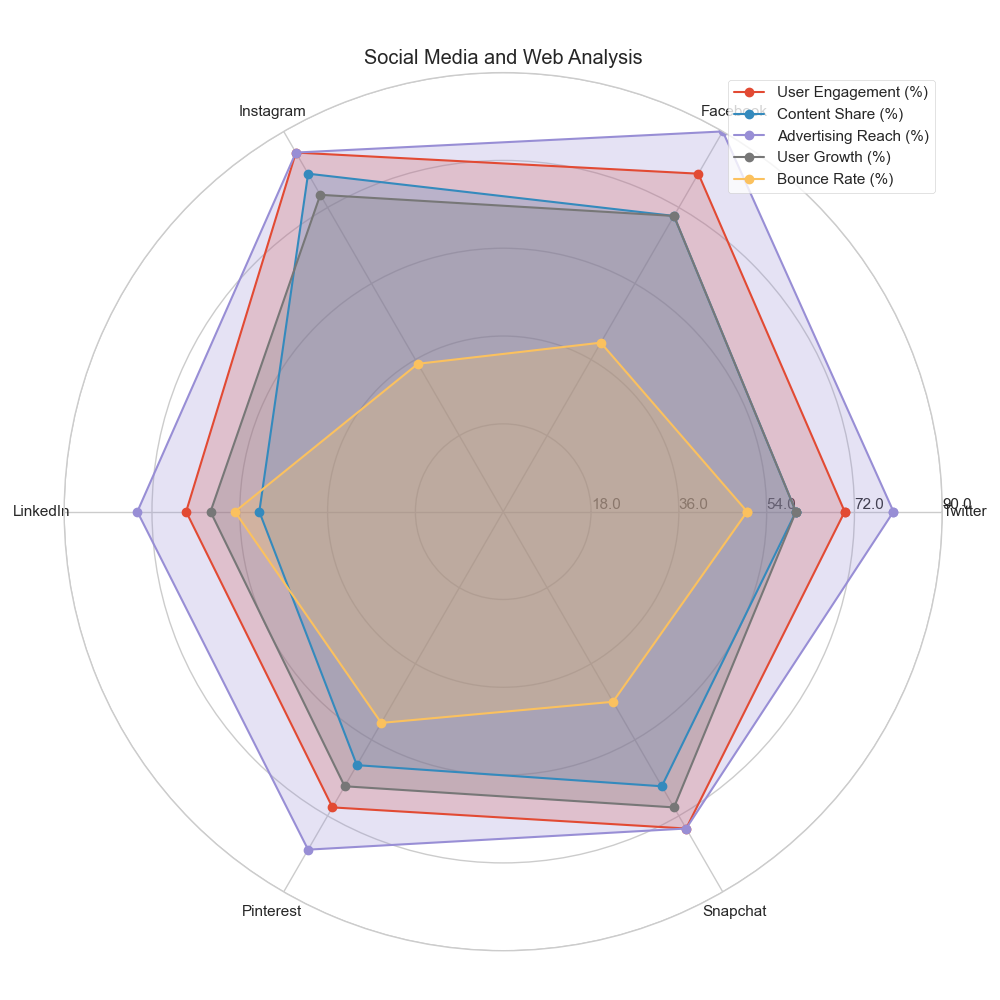 Social Media and Web Analysis
User Engagement (%)
Content Share (%)
Advertising Reach (%)
User Growth (%)
Bounce Rate (%)
Instagram
Facebook
LinkedIn
18.0
36.0
54.0
72.0
90.0
Twitter
Pinterest
Snapchat